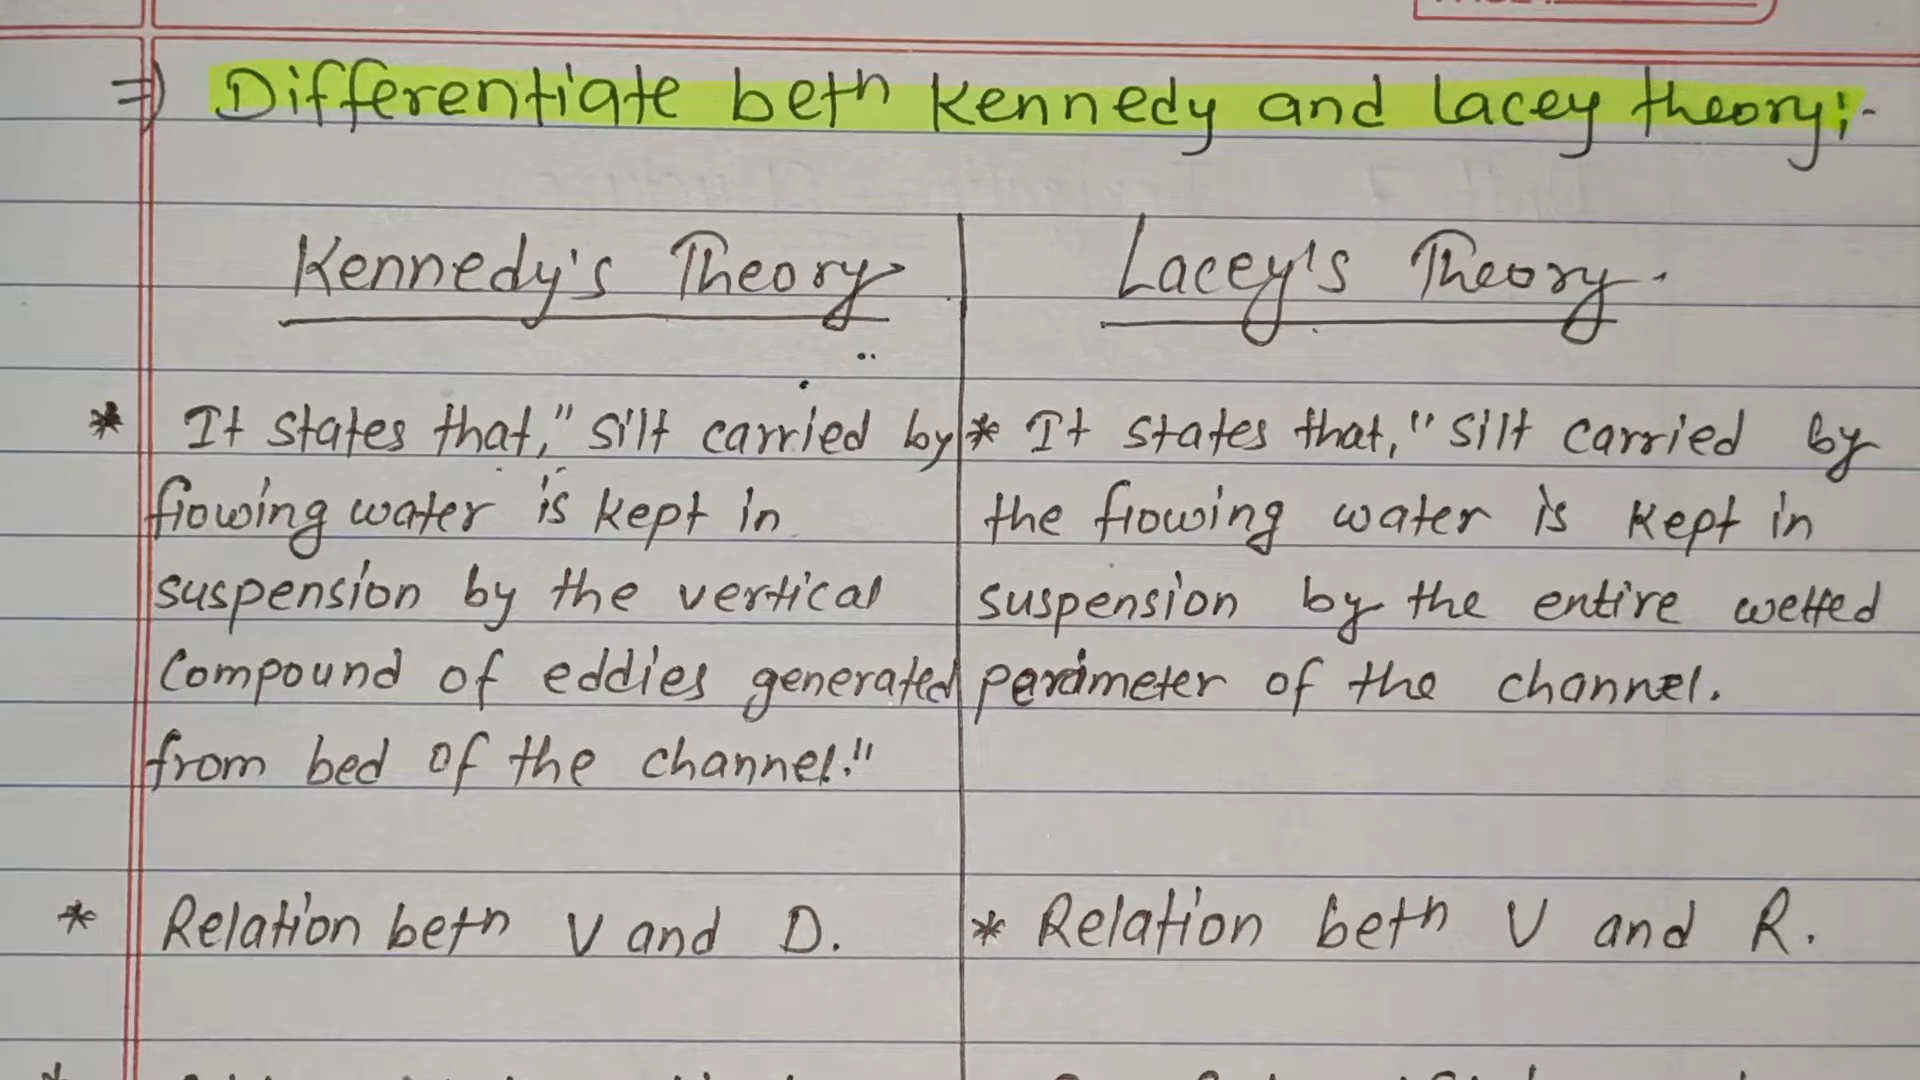 => Differentiate beth Kennedy and Lacey theory:-
Kennedy's Theory
* It states that, "silt carried by
flowing water is kept in
suspension by the vertical
compound of eddies generated
from bed of the channel."
* Relation beth V and D.
Lacey's Theory.
* It states that, "silt carried by
the flowing water is kept in
suspension by the entire wetted
perimeter of the channel.
* Relation beth V and R.